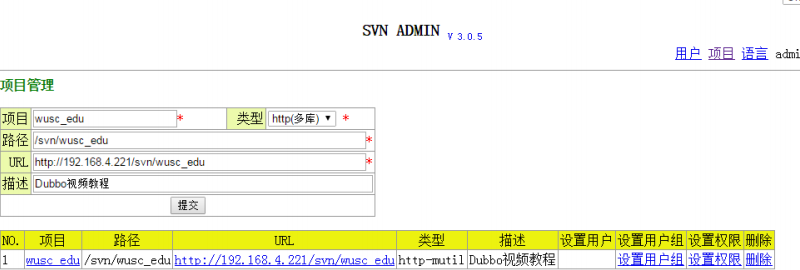 SVN ADMIN V 3.0.5
用户 项目 语言 admi
项目管理
项目 wusc_edu * 类型 http(多库) *
路径 /svn/wusc_edu *
URL http://192.168.4.221/svn/wusc_edu *
描述 Dubbo视频教程
提交
NO. 项目 路径 URL 类型 描述 设置用户 设置用户组 设置权限 删除
1 wusc_edu /svn/wusc_edu http://192.168.4.221/svn/wusc_edu http-mutil Dubbo视频教程 设置用户组 设置权限 删除